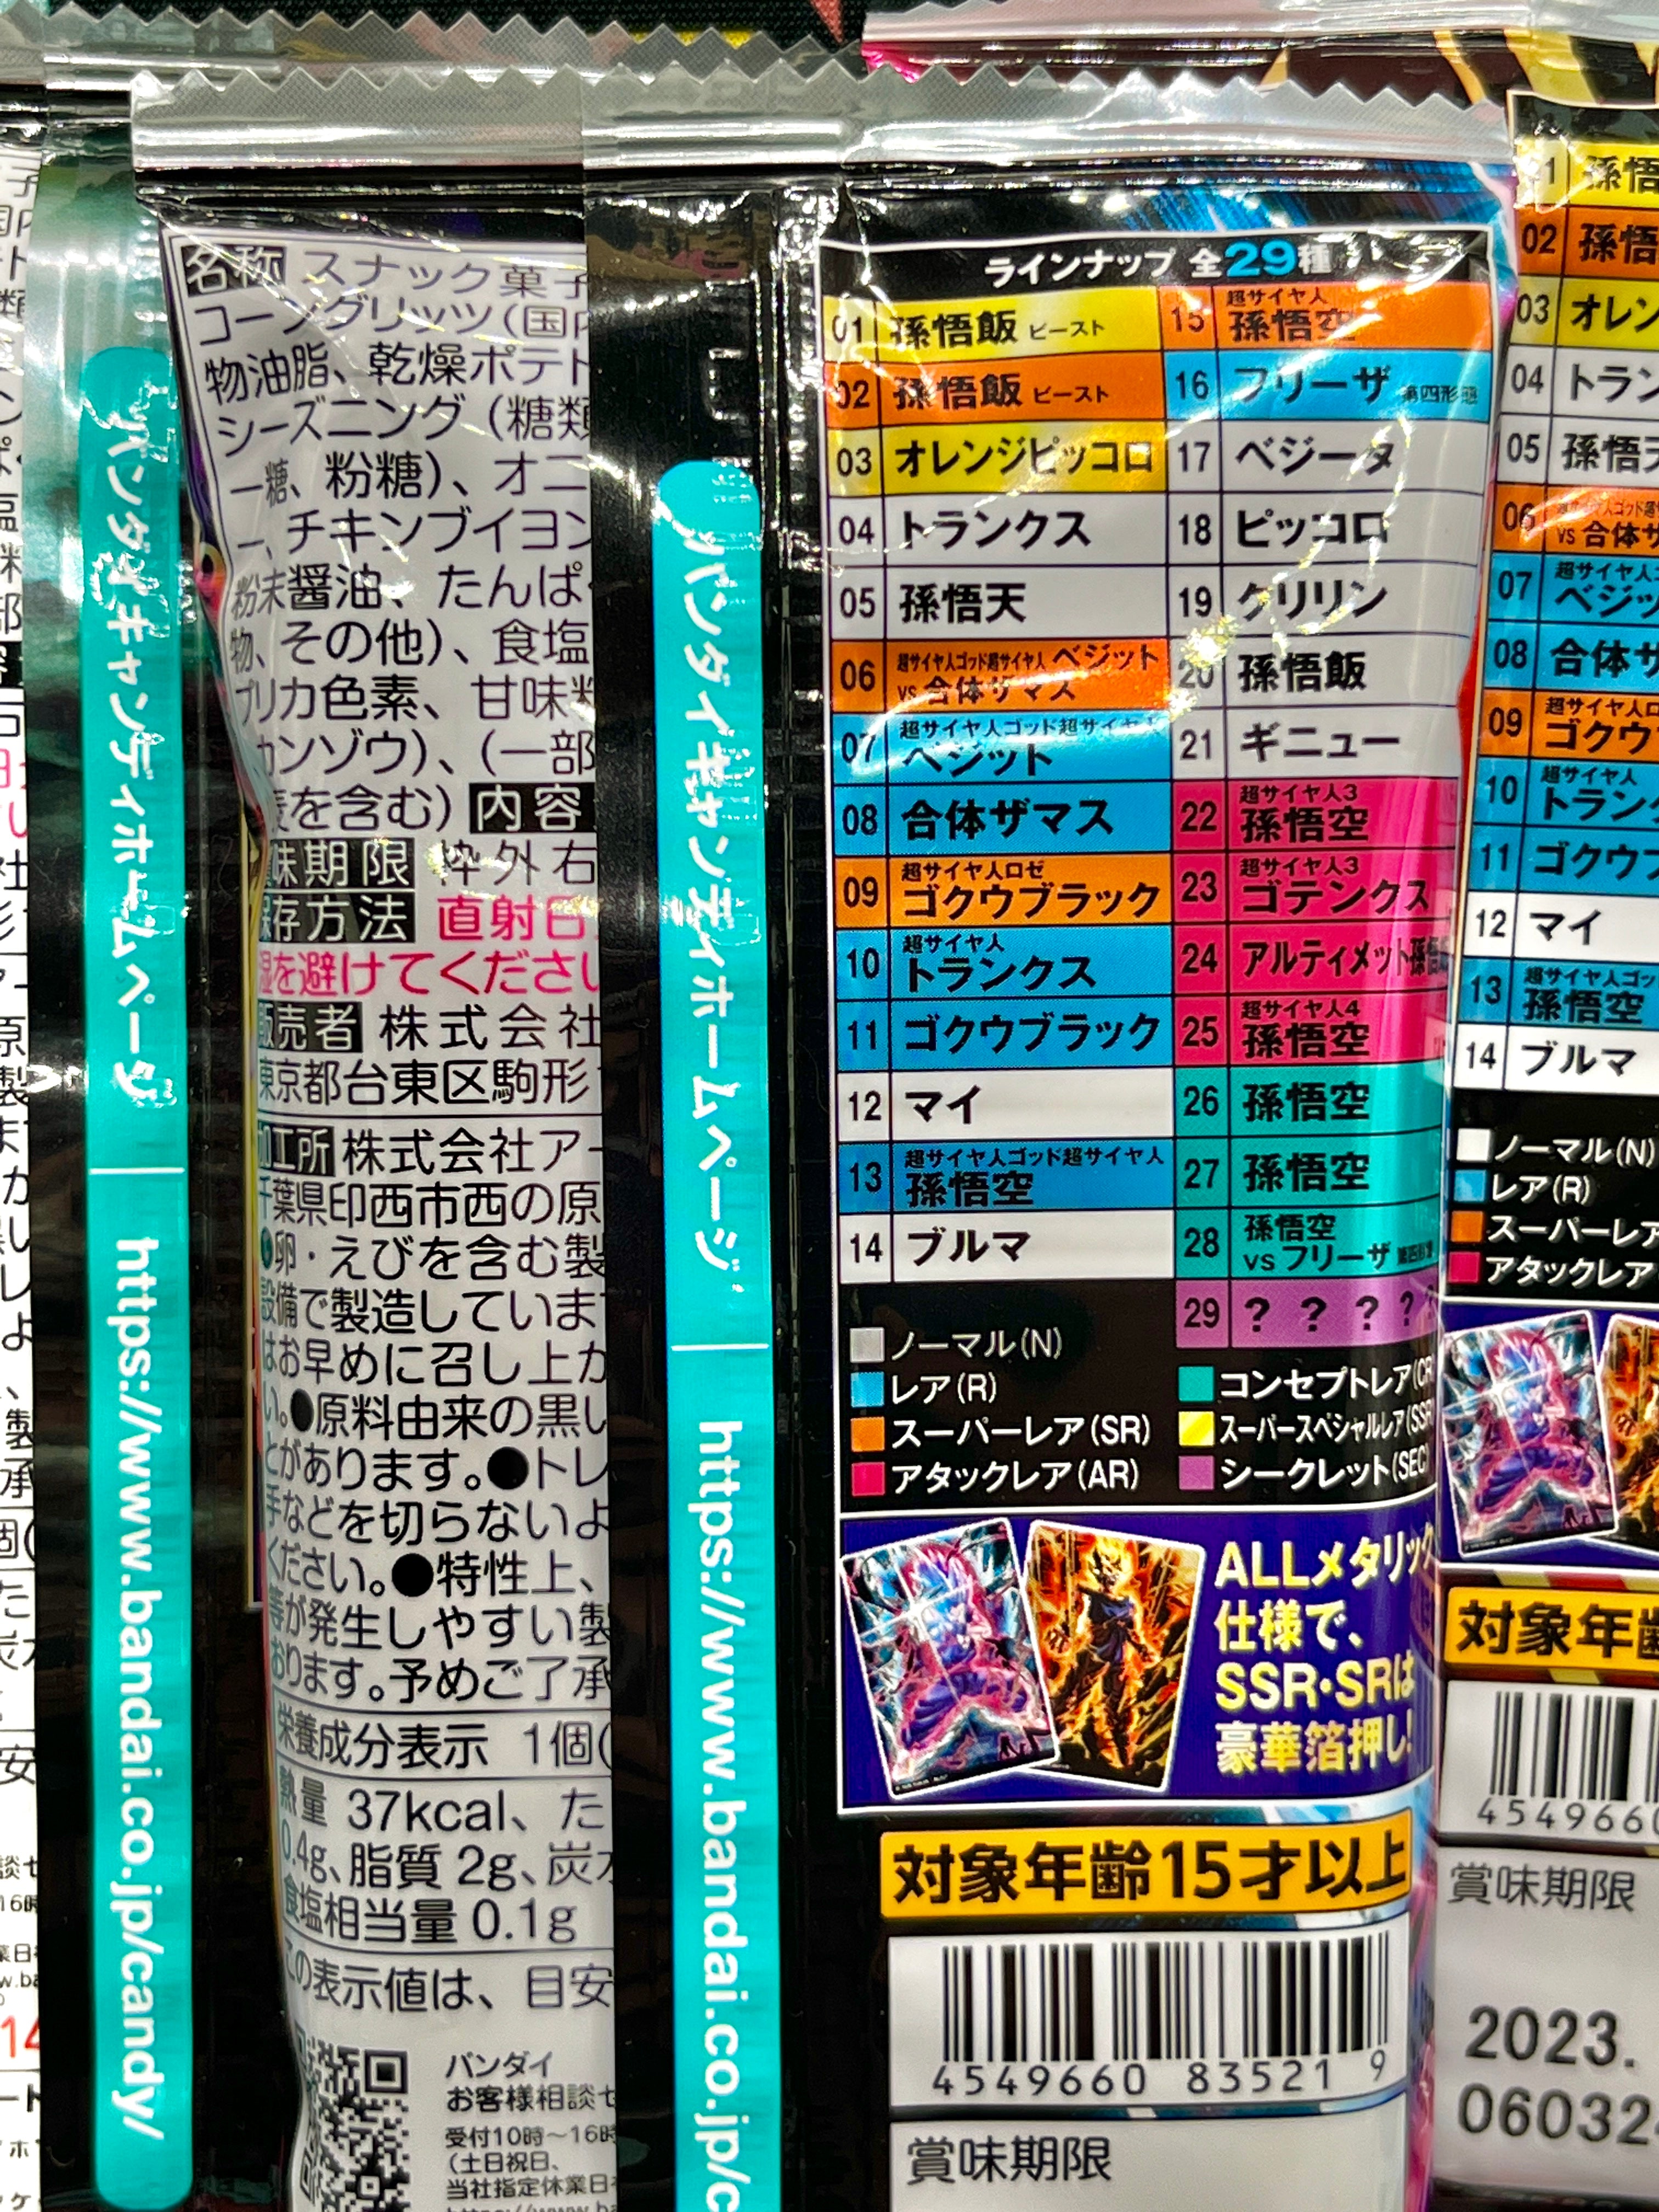 バンダイキャンディホームページ
https://www.bandai.co.jp/candy/
名称 スナック菓子
コーングリッツ(国内
物油脂、乾燥ポテト
シーズニング(糖類
糖、粉糖)、オニ
チキンブイヨン
粉末醤油、たんぱく
物、その他)、食塩
プリカ色素、甘味料
カンゾウ)、(一部
麦を含む) 内容
味期限 枠外右
保存方法 直射日
湿を避けてください
販売者 株式会社
東京都台東区駒形
加工所 株式会社アー
千葉県印西市西の原
卵・えびを含む製
設備で製造していま
はお早めに召し上が
い。●原料由来の黒い
とがあります。●トレ
手などを切らないよ
ください。●特性上、
等が発生しやすい製
おります。予めご了承
栄養成分表示 1個(
熱量 37kcal、た
0.4g、脂質 2g、炭水
食塩相当量 0.1g
この表示値は、目安
バンダイ
お客様相談セ
受付10時~16時
(土日祝日、
当社指定休業日
バンダイキャンディホームページ
https://www.bandai.co.jp/c
ラインナップ 全29種
01 孫悟飯 ビースト
02 孫悟飯 ビースト
03 オレンジピッコロ
04 トランクス
05 孫悟天
06 超サイヤ人ゴッド超サイヤ人 ベジット
vs 合体ザマス
07 超サイヤ人ゴッド超サイヤ人
ベジット
08 合体ザマス
09 超サイヤ人ロゼ
ゴクウブラック
10 超サイヤ人
トランクス
11 ゴクウブラック
12 マイ
13 超サイヤ人ゴッド超サイヤ人
孫悟空
14 ブルマ
15 超サイヤ人
孫悟空
16 フリーザ 第四形態
17 ベジータ
18 ピッコロ
19 クリリン
20 孫悟飯
21 ギニュー
22 超サイヤ人3
孫悟空
23 超サイヤ人3
ゴテンクス
24 アルティメット孫悟飯
25 超サイヤ人4
孫悟空
26 孫悟空
27 孫悟空
28 孫悟空
vs フリーザ
29 ? ? ? ?
ノーマル(N)
レア(R)
スーパーレア(SR)
アタックレア(AR)
コンセプトレア(CR
スーパースペシャルレア(SSR
シークレット(SEC)
ALLメタリック
仕様で、
SSR・SRは
豪華箔押し!
対象年齢15才以上
4549660 83521 9
賞味期限
1 孫悟
02 孫悟
03 オレン
04 トラン
05 孫悟天
06
vs 合体ザ
07 超サイヤ人
ベジッ
08 合体ザ
09 超サイヤ人ロ
ゴクウ
10 超サイヤ人
トランク
11 ゴクウブ
12 マイ
13 超サイヤ人ゴッ
孫悟空
14 ブルマ
ノーマル(N)
レア(R)
スーパーレア
アタックレア
対象年齢
4549660
賞味期限
2023.
06032